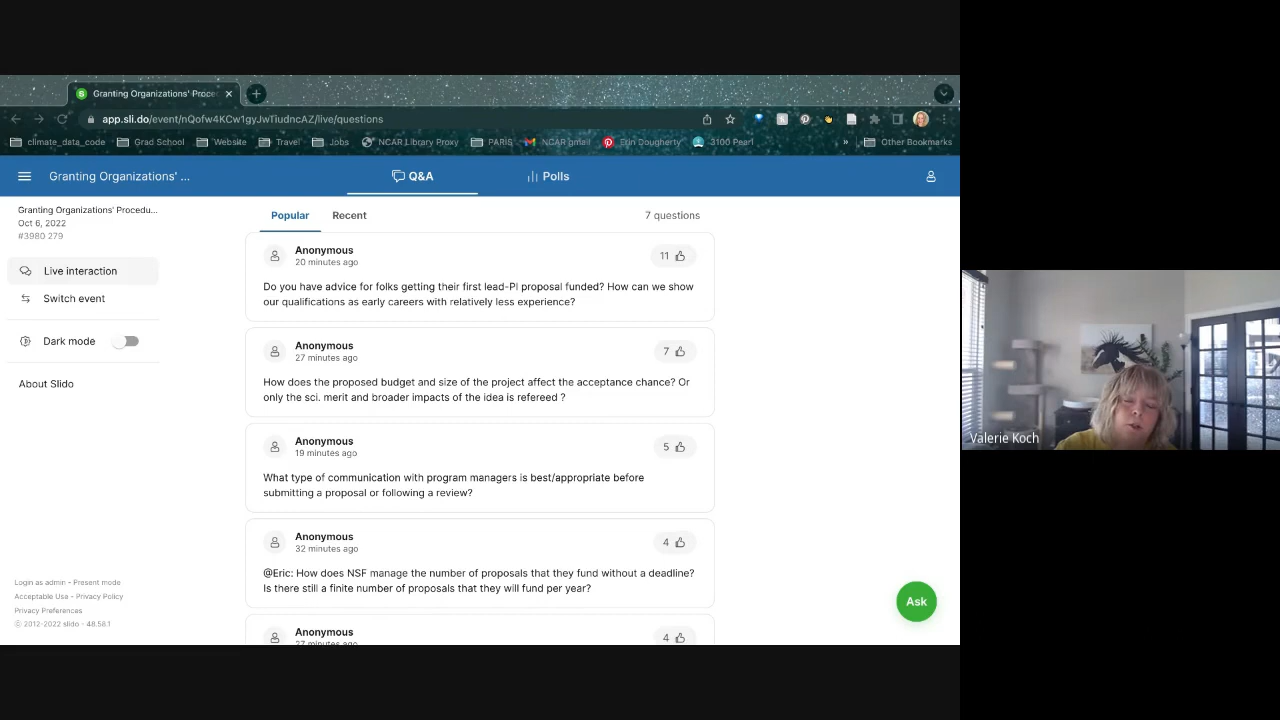 Granting Organizations' Proce
app.sli.do/event/nQofw4KCw1gyJwTiudncAZ/live/questions
climate_data_code
Grad School
Website
Travel
Jobs
NCAR Library Proxy
PARIS
NCAR gmail
Erin Dougherty
3100 Pearl
»
Other Bookmarks
Granting Organizations' ...
Q&A
Polls
Granting Organizations' Procedu...
Oct 6, 2022
#3980 279
Live interaction
Switch event
Dark mode
About Slido
Popular
Recent
7 questions
Anonymous
20 minutes ago
11
Do you have advice for folks getting their first lead-PI proposal funded? How can we show
our qualifications as early careers with relatively less experience?
Anonymous
27 minutes ago
7
How does the proposed budget and size of the project affect the acceptance chance? Or
only the sci. merit and broader impacts of the idea is refereed ?
Anonymous
19 minutes ago
5
What type of communication with program managers is best/appropriate before
submitting a proposal or following a review?
Anonymous
32 minutes ago
4
@Eric: How does NSF manage the number of proposals that they fund without a deadline?
Is there still a finite number of proposals that they will fund per year?
Anonymous
27 minutes ago
4
Login as admin - Present mode
Acceptable Use - Privacy Policy
Privacy Preferences
© 2012-2022 slido - 48.58.1
Ask
Valerie Koch